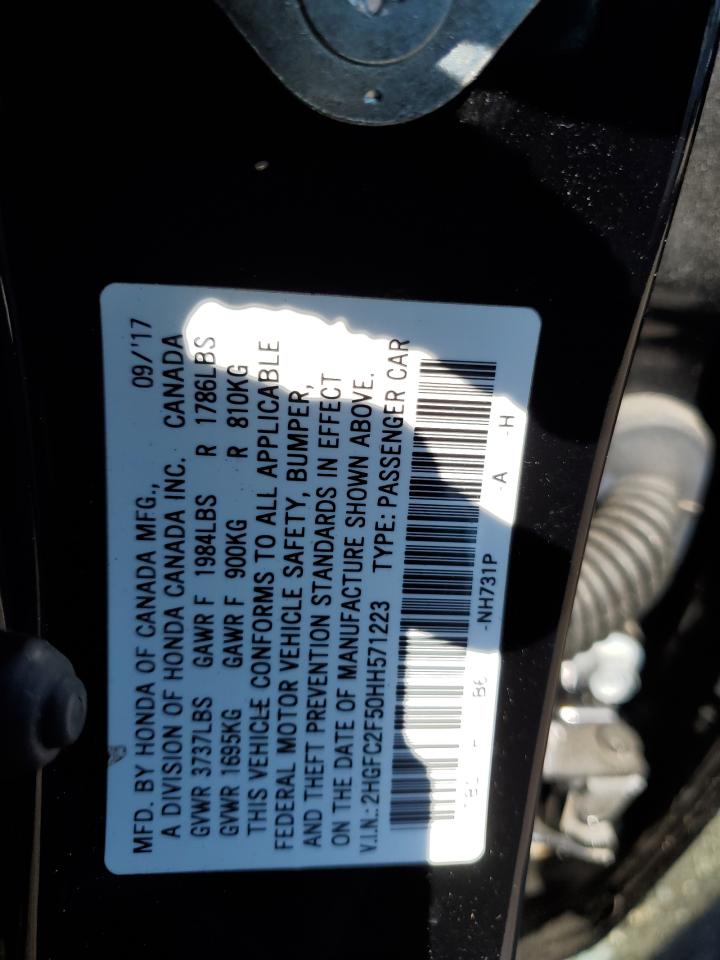 MFD. BY HONDA OF CANADA MFG., 09/'17
A DIVISION OF HONDA CANADA INC. CANADA
GVWR 3737LBS GAWR F 1984LBS R 1786LBS
GVWR 1695KG GAWR F 900KG R 810KG
THIS VEHICLE CONFORMS TO ALL APPLICABLE
FEDERAL MOTOR VEHICLE SAFETY, BUMPER,
AND THEFT PREVENTION STANDARDS IN EFFECT
ON THE DATE OF MANUFACTURE SHOWN ABOVE.
V.I.N.: 2HGFC2F50HH571223 TYPE: PASSENGER CAR
-NH731P -A -H